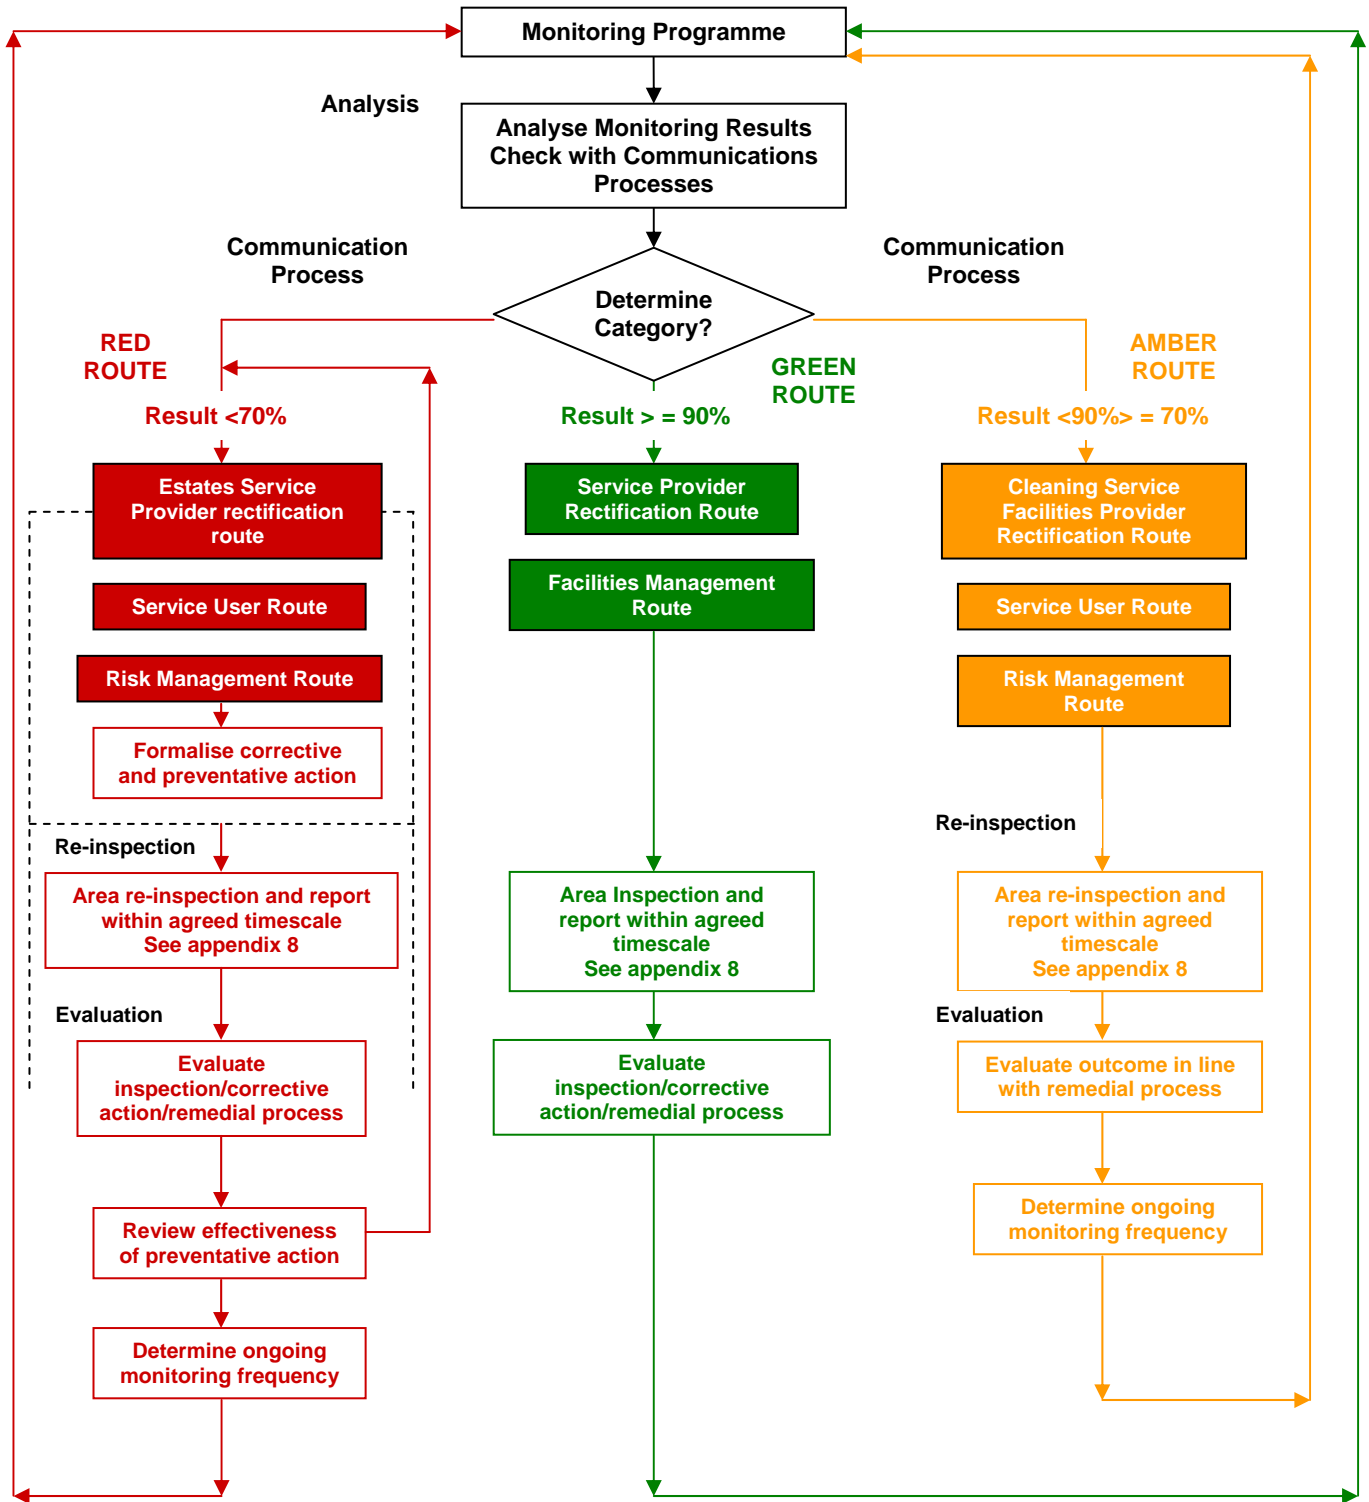 Monitoring Programme
Analysis
Analyse Monitoring Results
Check with Communications
Processes
Communication
Process
Communication
Process
Determine
Category?
RED
ROUTE
GREEN
ROUTE
AMBER
ROUTE
Result <70%
Result > = 90%
Result <90%> = 70%
Estates Service
Provider rectification
route
Service Provider
Rectification Route
Cleaning Service
Facilities Provider
Rectification Route
Service User Route
Facilities Management
Route
Service User Route
Risk Management Route
Risk Management
Route
Formalise corrective
and preventative action
Re-inspection
Re-inspection
Area re-inspection and report
within agreed timescale
See appendix 8
Area Inspection and
report within agreed
timescale
See appendix 8
Area re-inspection and
report within agreed
timescale
See appendix 8
Evaluation
Evaluation
Evaluate
inspection/corrective
action/remedial process
Evaluate
inspection/corrective
action/remedial process
Evaluate outcome in line
with remedial process
Review effectiveness
of preventative action
Determine ongoing
monitoring frequency
Determine ongoing
monitoring frequency